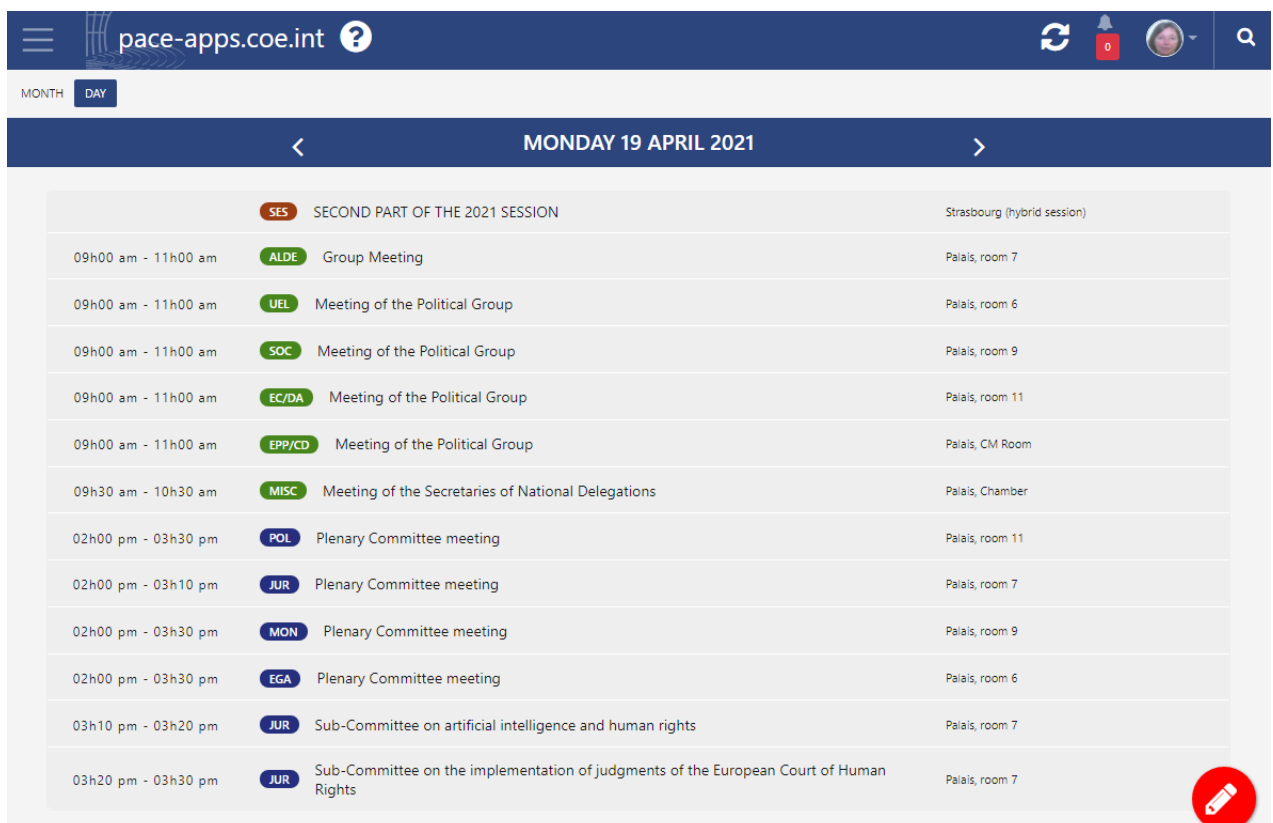 pace-apps.coe.int ?
0
MONTH DAY
MONDAY 19 APRIL 2021
SES SECOND PART OF THE 2021 SESSION Strasbourg (hybrid session)
09h00 am - 11h00 am ALDE Group Meeting Palais, room 7
09h00 am - 11h00 am UEL Meeting of the Political Group Palais, room 6
09h00 am - 11h00 am SOC Meeting of the Political Group Palais, room 9
09h00 am - 11h00 am EC/DA Meeting of the Political Group Palais, room 11
09h00 am - 11h00 am EPP/CD Meeting of the Political Group Palais, CM Room
09h30 am - 10h30 am MISC Meeting of the Secretaries of National Delegations Palais, Chamber
02h00 pm - 03h30 pm POL Plenary Committee meeting Palais, room 11
02h00 pm - 03h10 pm JUR Plenary Committee meeting Palais, room 7
02h00 pm - 03h30 pm MON Plenary Committee meeting Palais, room 9
02h00 pm - 03h30 pm EGA Plenary Committee meeting Palais, room 6
03h10 pm - 03h20 pm JUR Sub-Committee on artificial intelligence and human rights Palais, room 7
03h20 pm - 03h30 pm JUR Sub-Committee on the implementation of judgments of the European Court of Human Palais, room 7
Rights